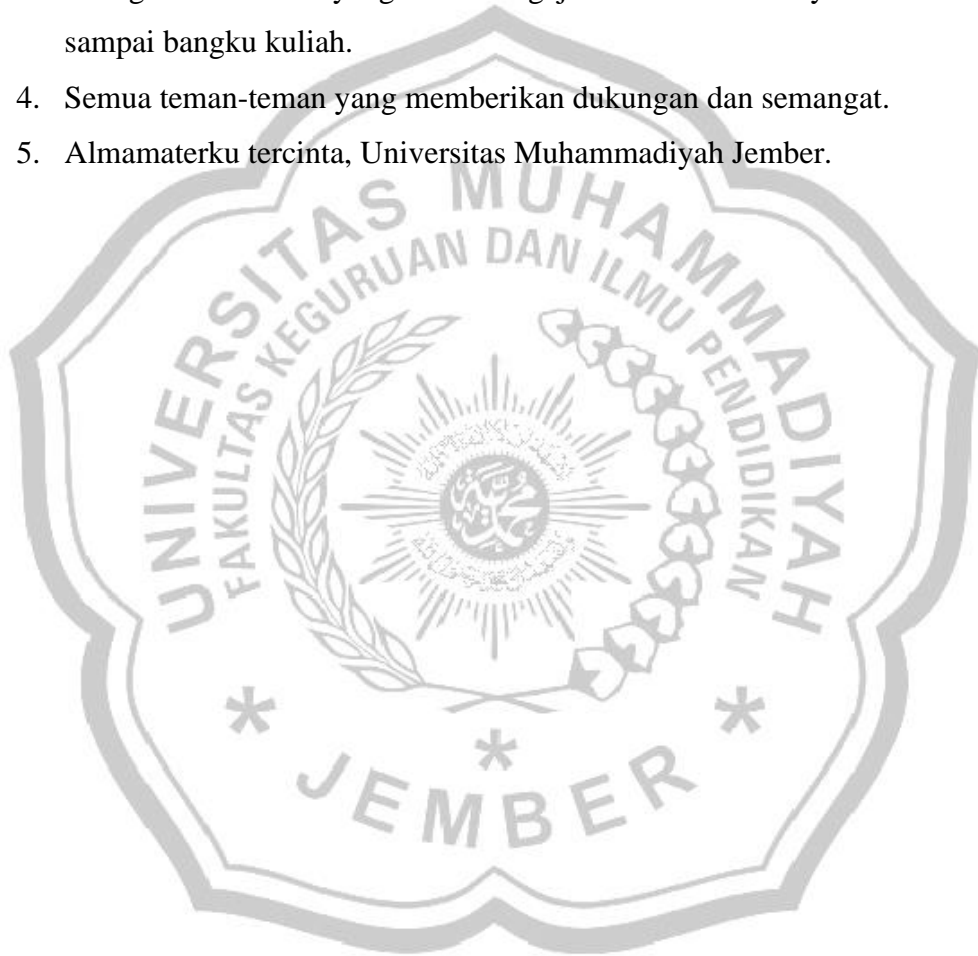 sampai bangku kuliah.
4. Semua teman-teman yang memberikan dukungan dan semangat.
5. Almamaterku tercinta, Universitas Muhammadiyah Jember.
UNIVERSITAS MUHAMMADIYAH
FAKULTAS KEGURUAN DAN ILMU PENDIDIKAN
* * *
JEMBER